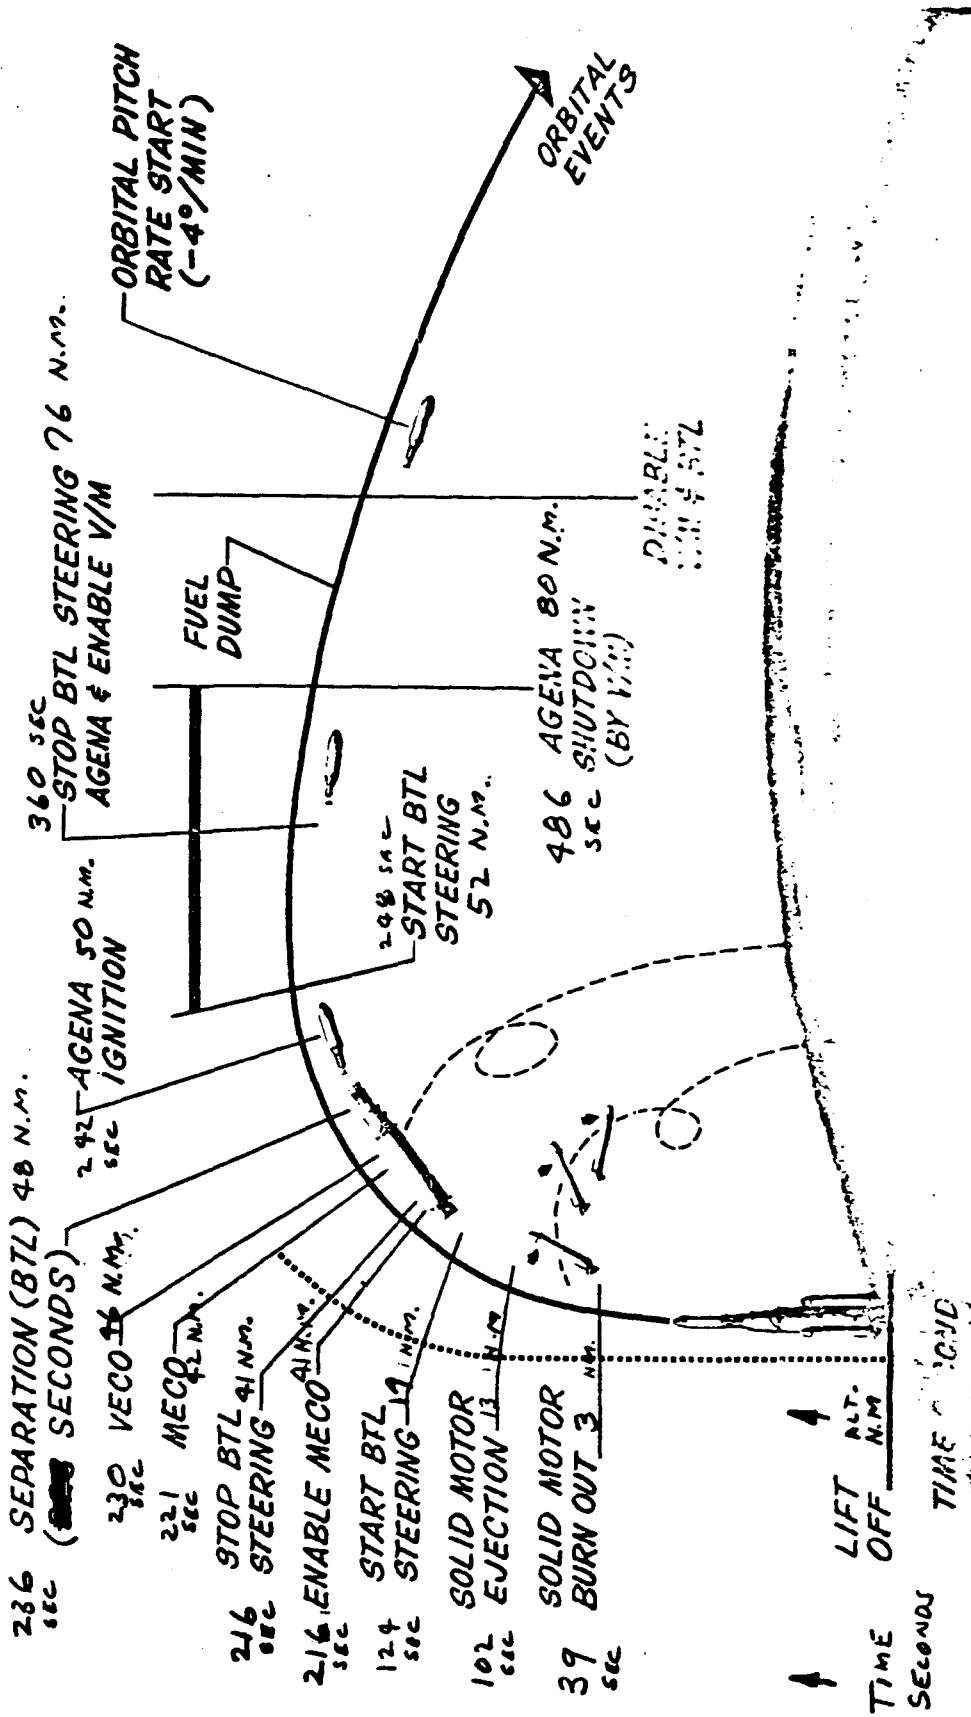 236 SEPARATION (BTL) 48 N.M.
SEC ( SECONDS)
242 AGENA 50 N.M.
SEC IGNITION
360 SEC
STOP BTL STEERING 76 N.M.
AGENA & ENABLE V/M
ORBITAL PITCH
RATE START
(-4°/MIN)
230 VECO 46 N.M.
SEC
221 MECO 42 N.M.
SEC
216 STOP BTL 41 N.M.
SEC STEERING
216 ENABLE MECO 41 N.M.
SEC
124 START BTL
SEC STEERING 19 N.M.
102 SOLID MOTOR
SEC EJECTION 13 N.M
39 SOLID MOTOR
SEC BURN OUT 3 N.M.
FUEL
DUMP
248 SEC
START BTL
STEERING
52 N.M.
486 AGENA 80 N.M.
SEC SHUTDOWN
(BY V/M)
DISABLE
BTL
ORBITAL
EVENTS
LIFT
OFF
ALT.
N.M
TIME
SECONDS
TIME